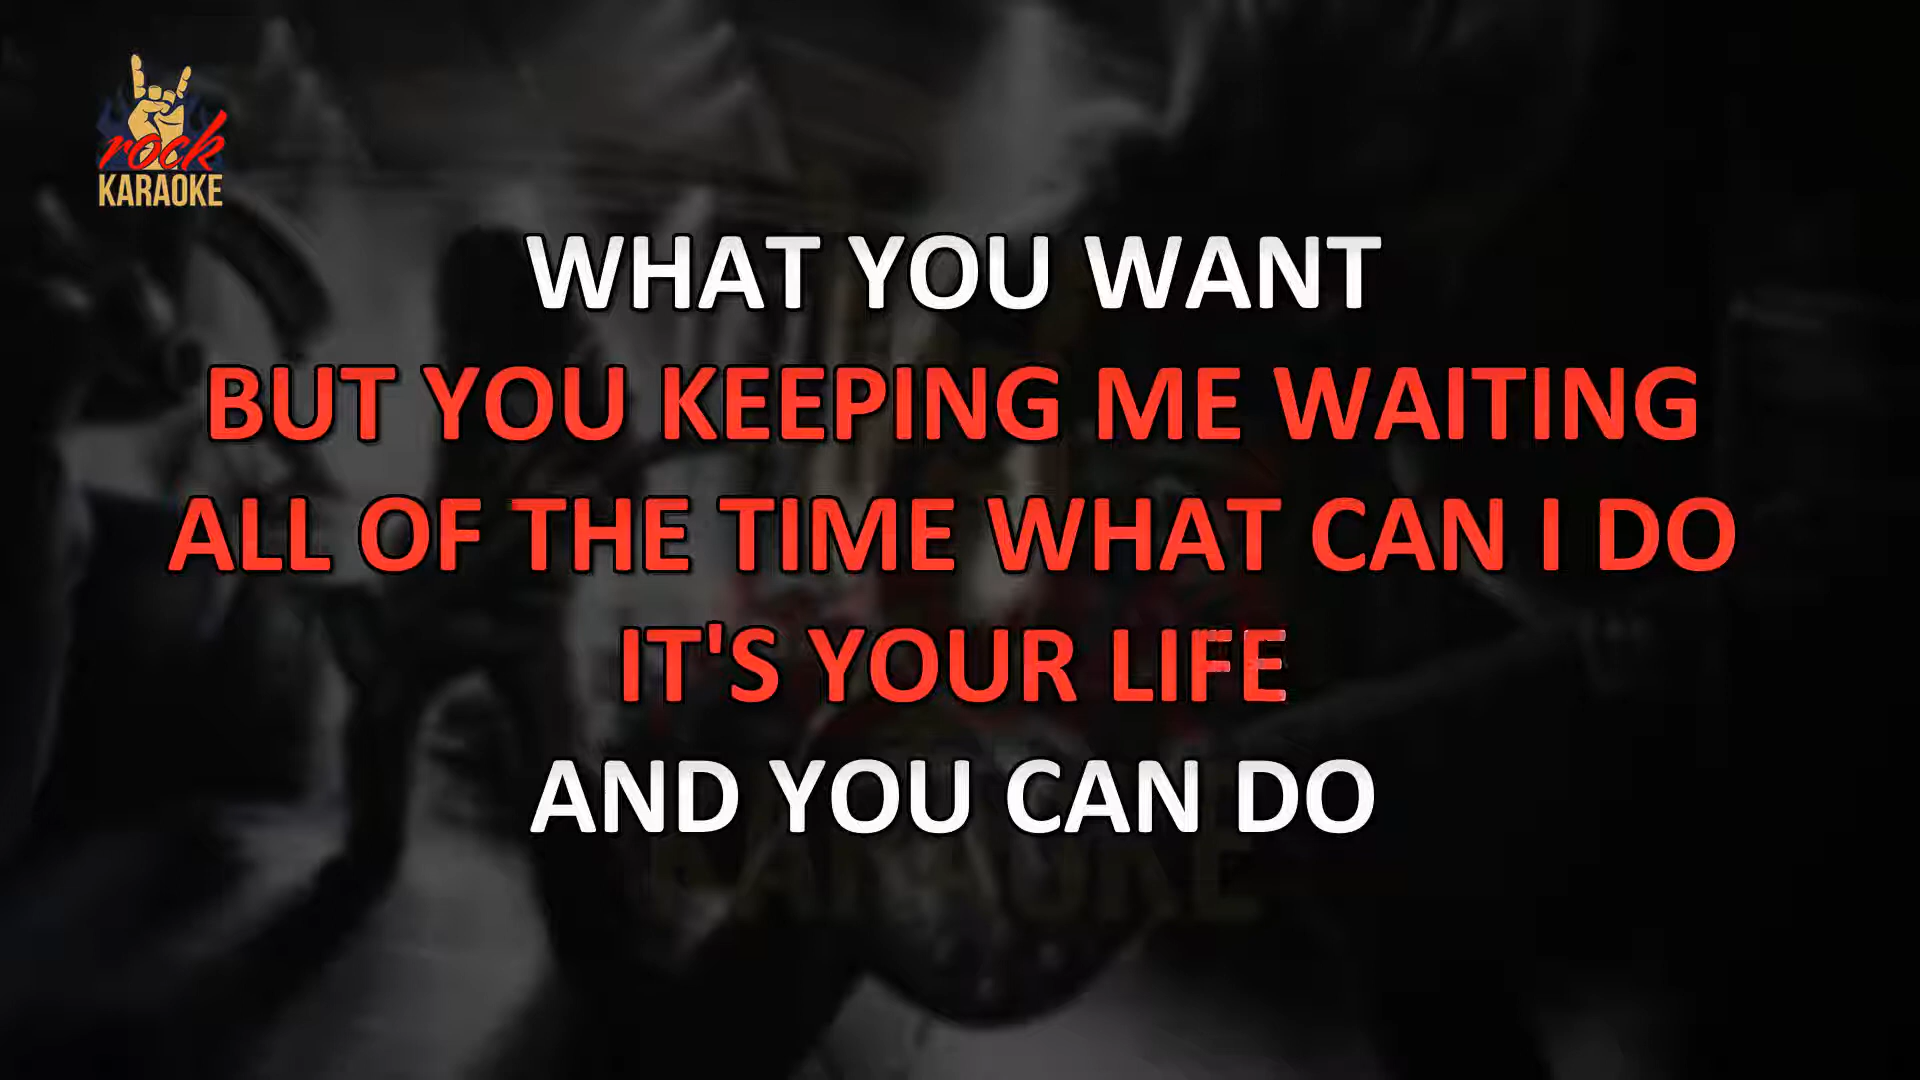 rock
KARAOKE
WHAT YOU WANT
BUT YOU KEEPING ME WAITING
ALL OF THE TIME WHAT CAN I DO
IT'S YOUR LIFE
AND YOU CAN DO
KARAOKE